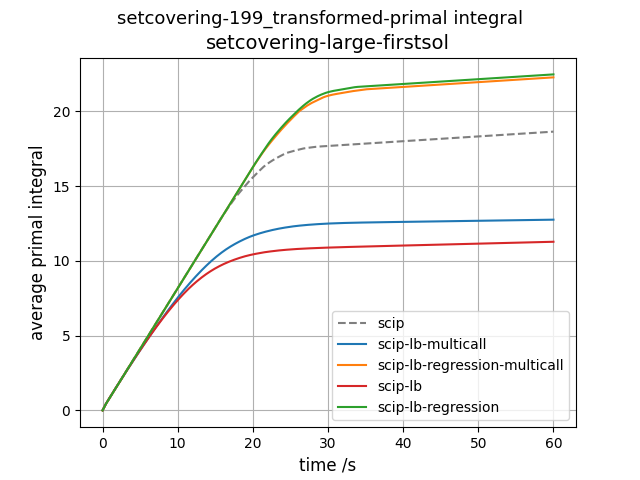 setcovering-199_transformed-primal integral
setcovering-large-firstsol
average primal integral
20
15
10
5
0
scip
scip-lb-multicall
scip-lb-regression-multicall
scip-lb
scip-lb-regression
0 10 20 30 40 50 60
time /s